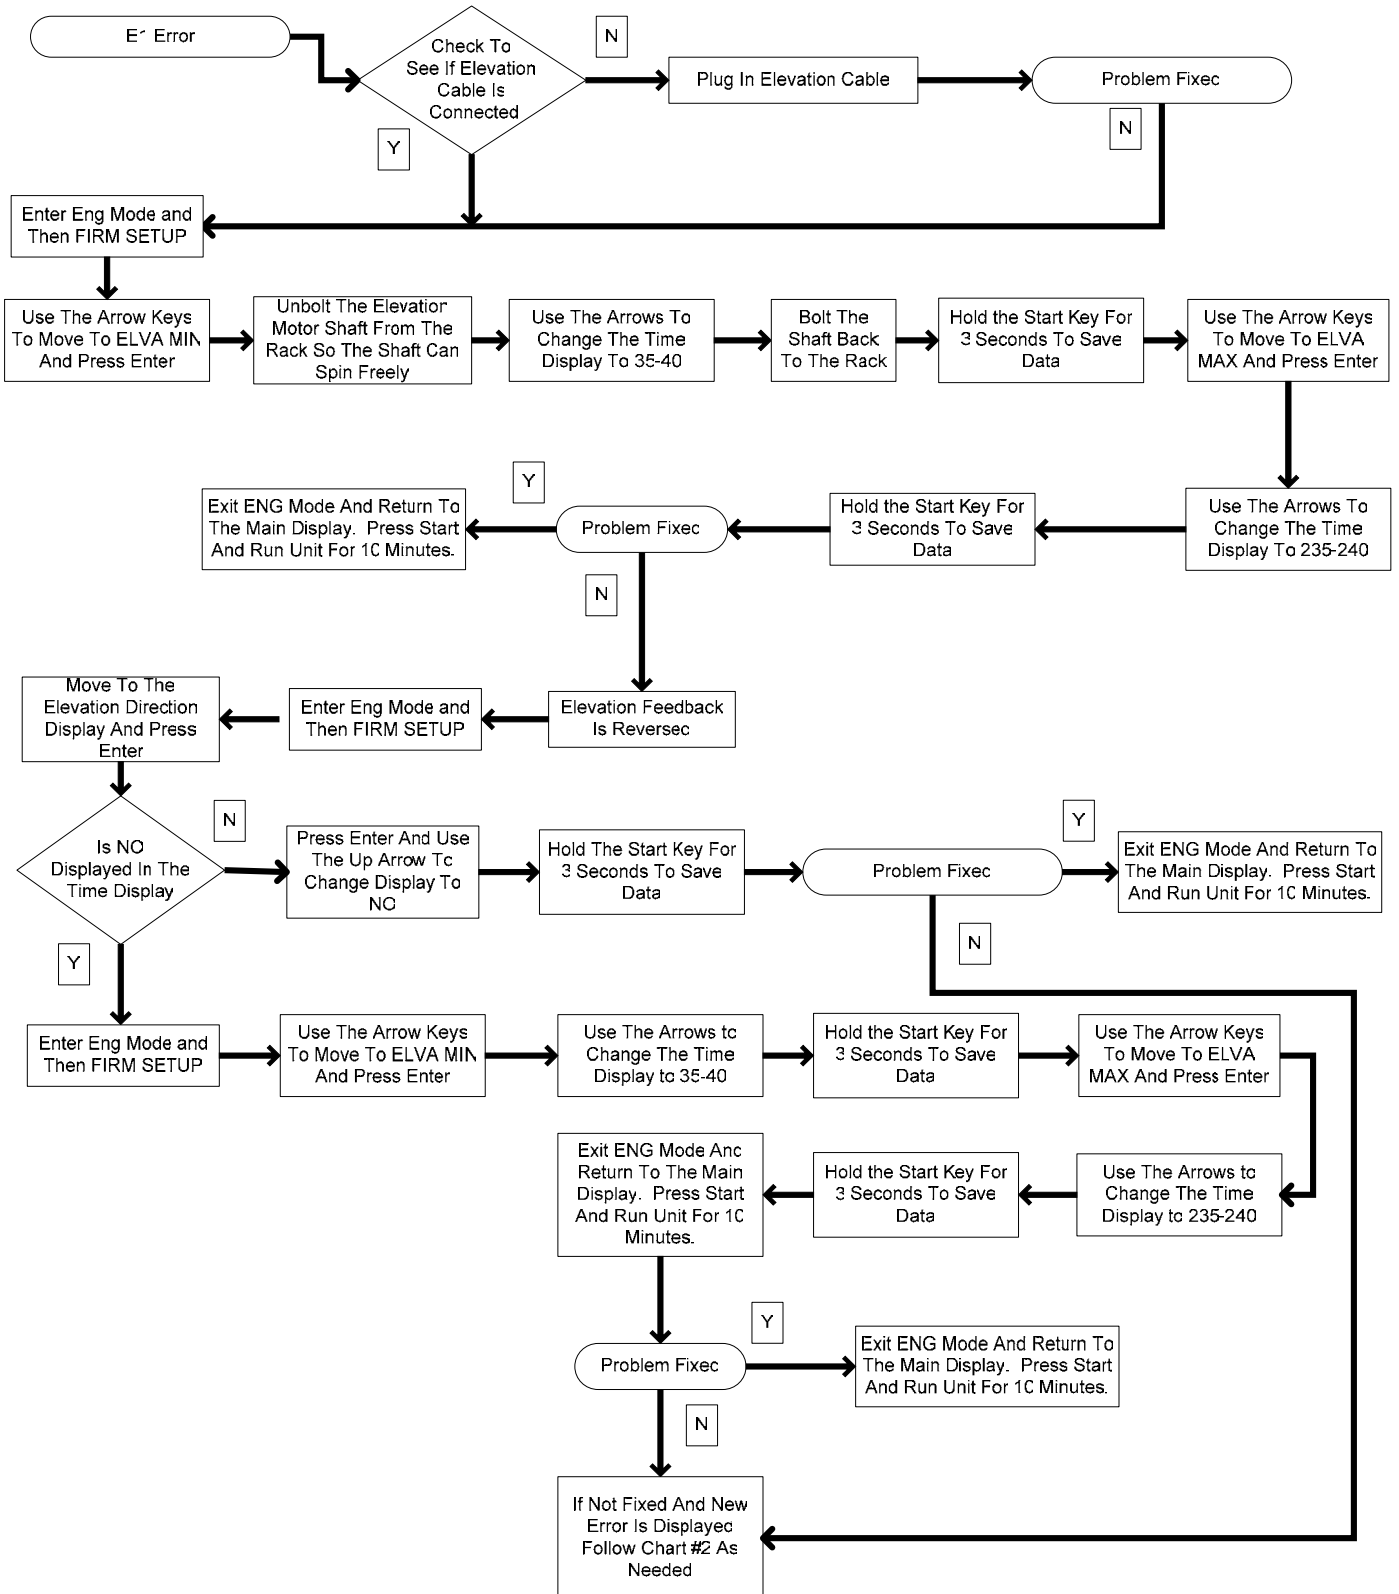 E1 Error
Check To
See If Elevation
Cable Is
Connected
N
Plug In Elevation Cable
Problem Fixed
N
Y
Enter Eng Mode and
Then FIRM SETUP
Use The Arrow Keys
To Move To ELVA MIN
And Press Enter
Unbolt The Elevation
Motor Shaft From The
Rack So The Shaft Can
Spin Freely
Use The Arrows To
Change The Time
Display To 35-40
Bolt The
Shaft Back
To The Rack
Hold the Start Key For
3 Seconds To Save
Data
Use The Arrow Keys
To Move To ELVA
MAX And Press Enter
Use The Arrows To
Change The Time
Display To 235-240
Hold the Start Key For
3 Seconds To Save
Data
Problem Fixed
Y
Exit ENG Mode And Return To
The Main Display. Press Start
And Run Unit For 10 Minutes.
N
Elevation Feedback
Is Reversed
Enter Eng Mode and
Then FIRM SETUP
Move To The
Elevation Direction
Display And Press
Enter
Is NO
Displayed In The
Time Display
N
Press Enter And Use
The Up Arrow To
Change Display To
NO
Hold The Start Key For
3 Seconds To Save
Data
Problem Fixed
Y
Exit ENG Mode And Return To
The Main Display. Press Start
And Run Unit For 10 Minutes.
N
Y
Enter Eng Mode and
Then FIRM SETUP
Use The Arrow Keys
To Move To ELVA MIN
And Press Enter
Use The Arrows to
Change The Time
Display to 35-40
Hold the Start Key For
3 Seconds To Save
Data
Use The Arrow Keys
To Move To ELVA
MAX And Press Enter
Use The Arrows to
Change The Time
Display to 235-240
Hold the Start Key For
3 Seconds To Save
Data
Exit ENG Mode And
Return To The Main
Display. Press Start
And Run Unit For 10
Minutes.
Problem Fixed
Y
Exit ENG Mode And Return To
The Main Display. Press Start
And Run Unit For 10 Minutes.
N
If Not Fixed And New
Error Is Displayed
Follow Chart #2 As
Needed